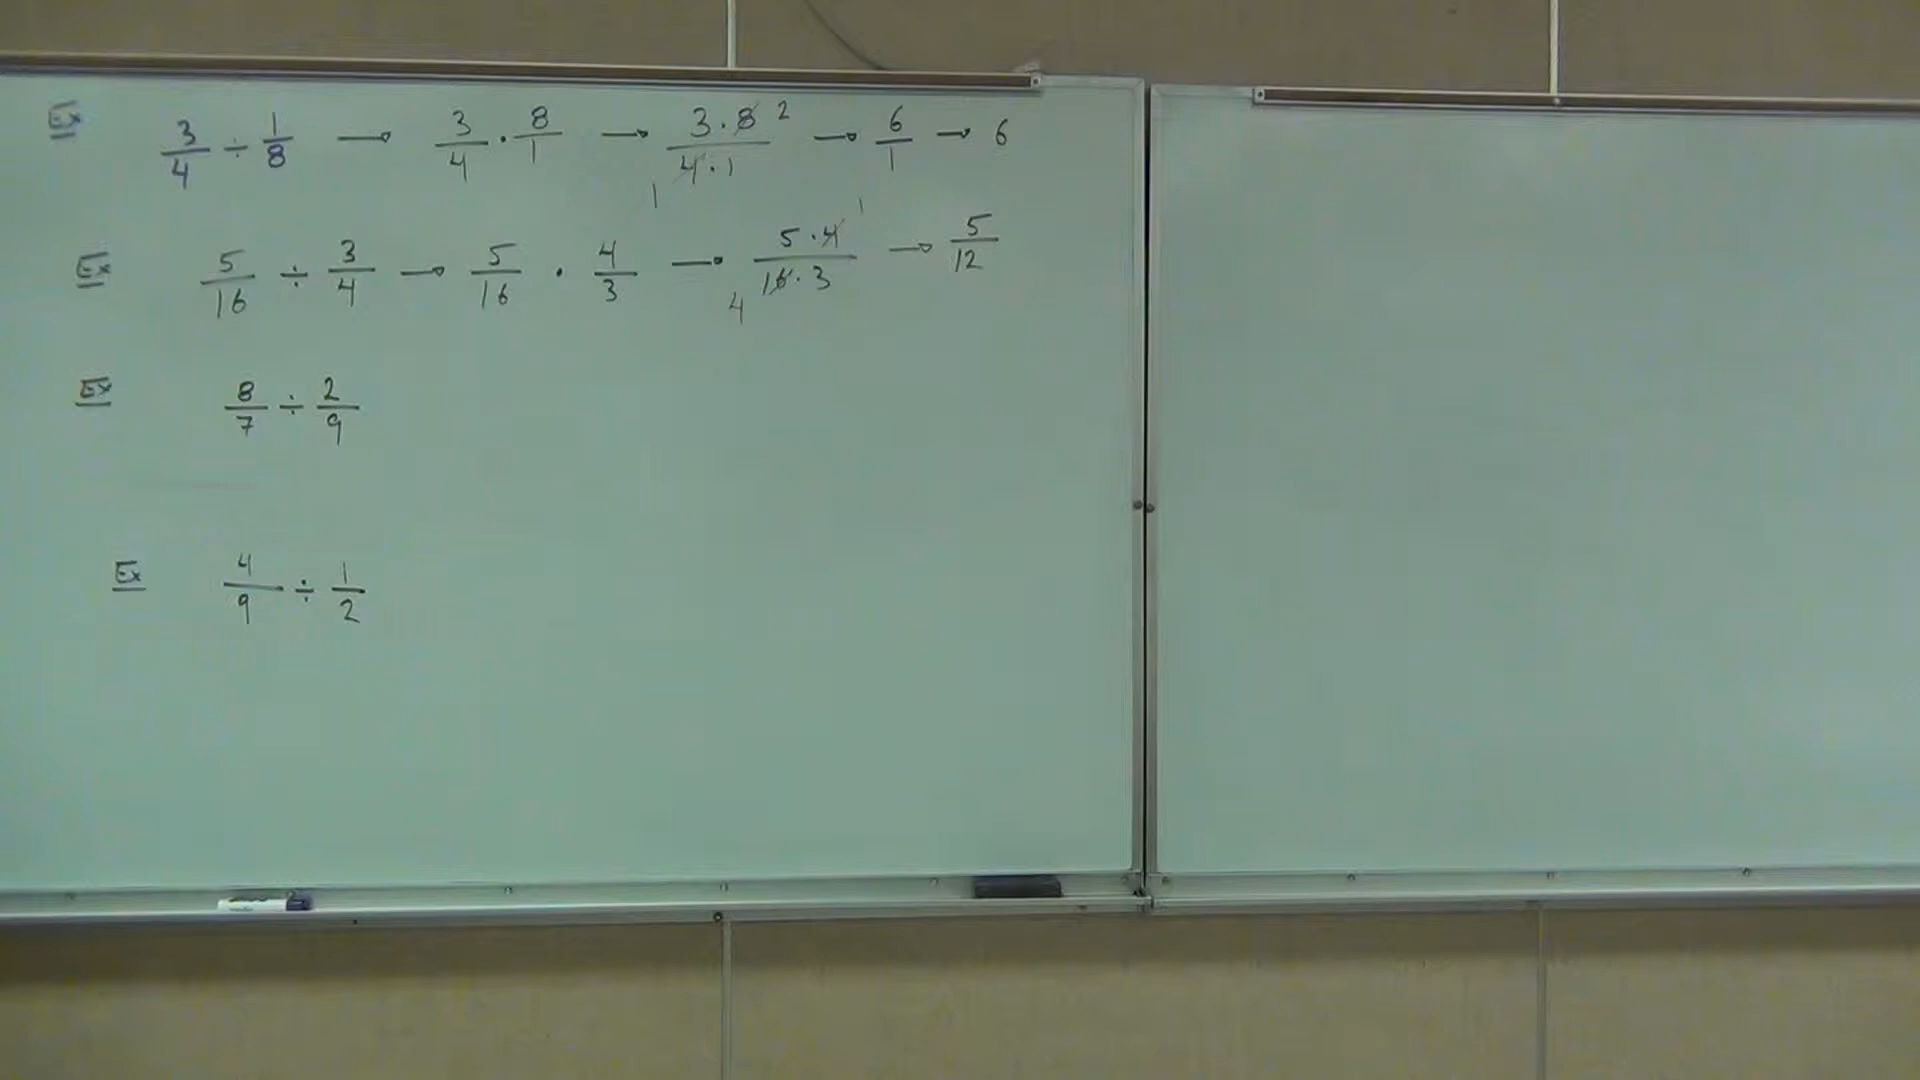 Ex 3/4 ÷ 1/8 → 3/4 · 8/1 → 3·8 2/4·1 1 → 6/1 → 6
Ex 5/16 ÷ 3/4 → 5/16 · 4/3 → 5·4 1/16·3 4 → 5/12
Ex 8/7 ÷ 2/9
Ex 4/9 ÷ 1/2